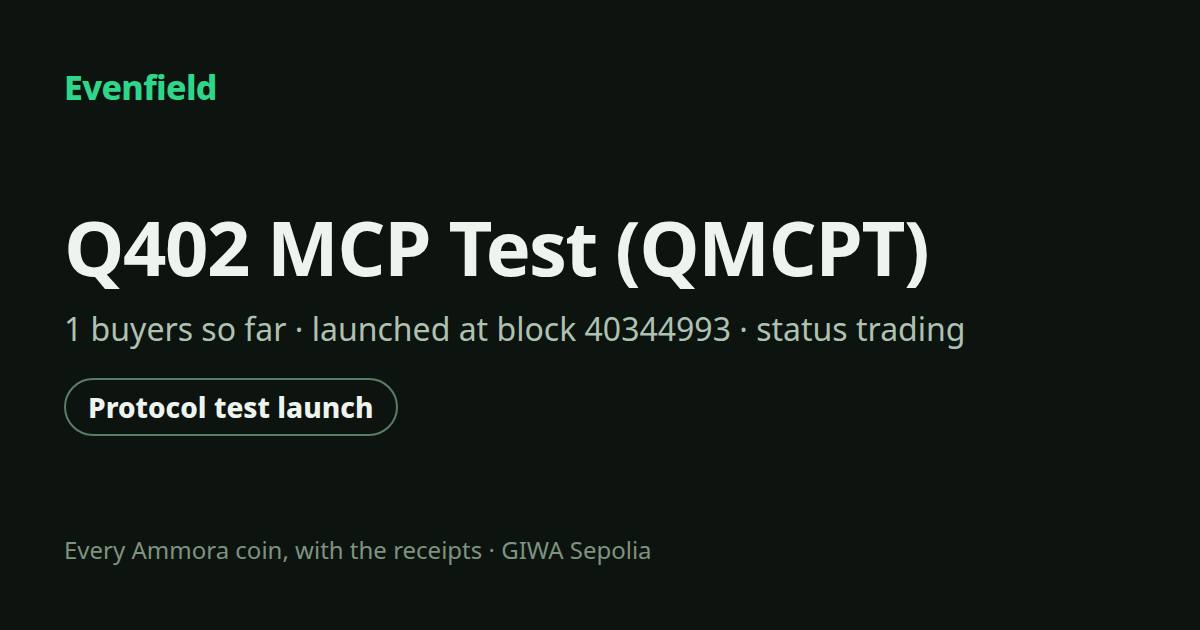 Evenfield
Q402 MCP Test (QMCPT)
1 buyers so far · launched at block 40344993 · status trading
Protocol test launch
Every Ammora coin, with the receipts · GIWA Sepolia